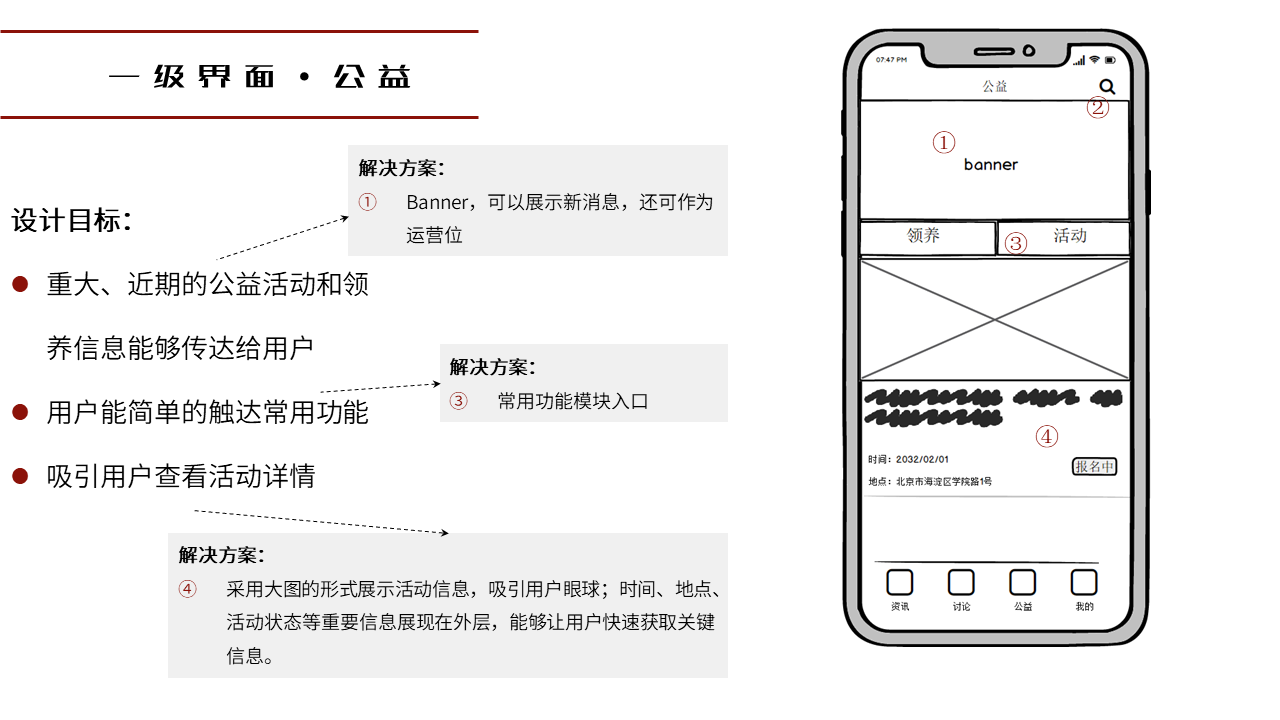 一级界面·公益
设计目标：
● 重大、近期的公益活动和领
养信息能够传达给用户
● 用户能简单的触达常用功能
● 吸引用户查看活动详情
解决方案：
① Banner，可以展示新消息，还可作为
运营位
解决方案：
③ 常用功能模块入口
解决方案：
④ 采用大图的形式展示活动信息，吸引用户眼球；时间、地点、
活动状态等重要信息展现在外层，能够让用户快速获取关键
信息。
07:47 PM
公益
②
①
banner
领养 ③ 活动
④
时间：2032/02/01
报名中
地点：北京市海淀区学院路1号
资讯 讨论 公益 我的